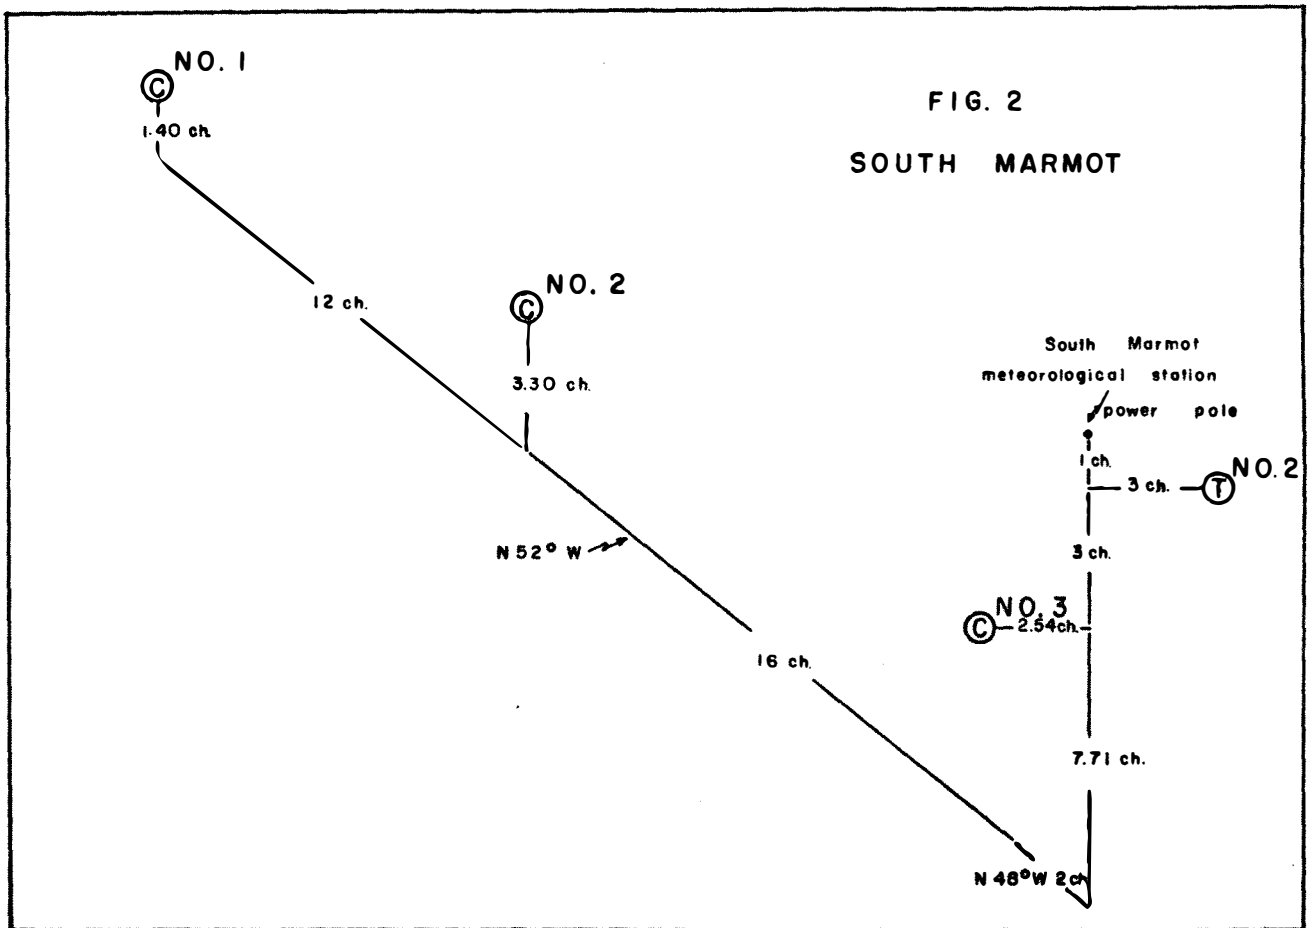 NO. 1
C
1.40 ch.
FIG. 2
SOUTH MARMOT
12 ch.
NO. 2
C
3.30 ch.
South Marmot
meteorological station
power pole
1 ch.
NO. 2
3 ch.
T
N 52° W
3 ch.
NO. 3
C
2.54ch.
16 ch.
7.71 ch.
N 48° W 2ch